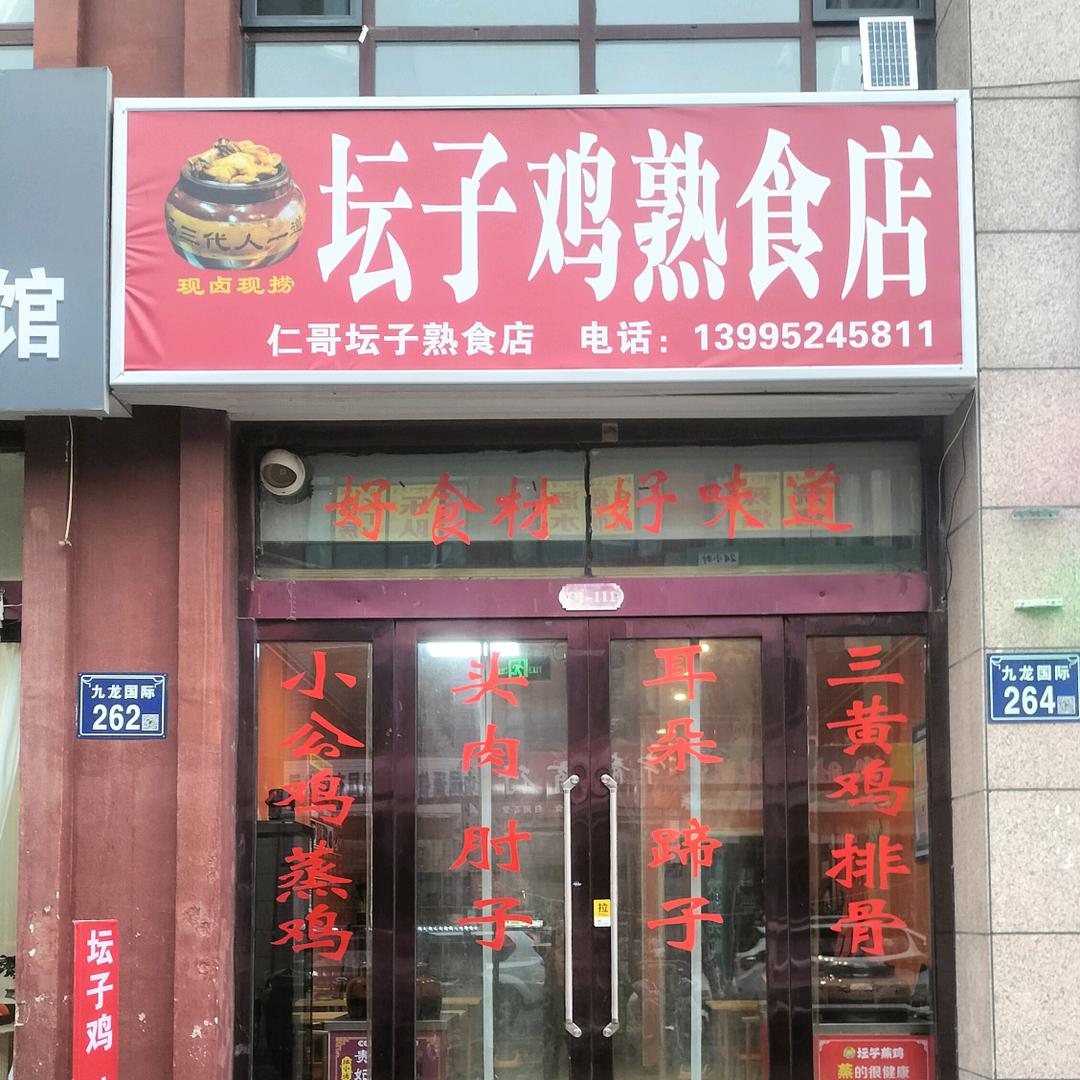 馆
坛子鸡熟食店
三代人一道
现卤现捞
仁哥坛子熟食店 电话：13995245811
好食材好味道
小公鸡蒸鸡
头肉肘子
耳朵蹄子
三黄鸡排骨
九龙国际
262
九龙国际
264
拉
坛子鸡
坛子蒸鸡
蒸的很健康